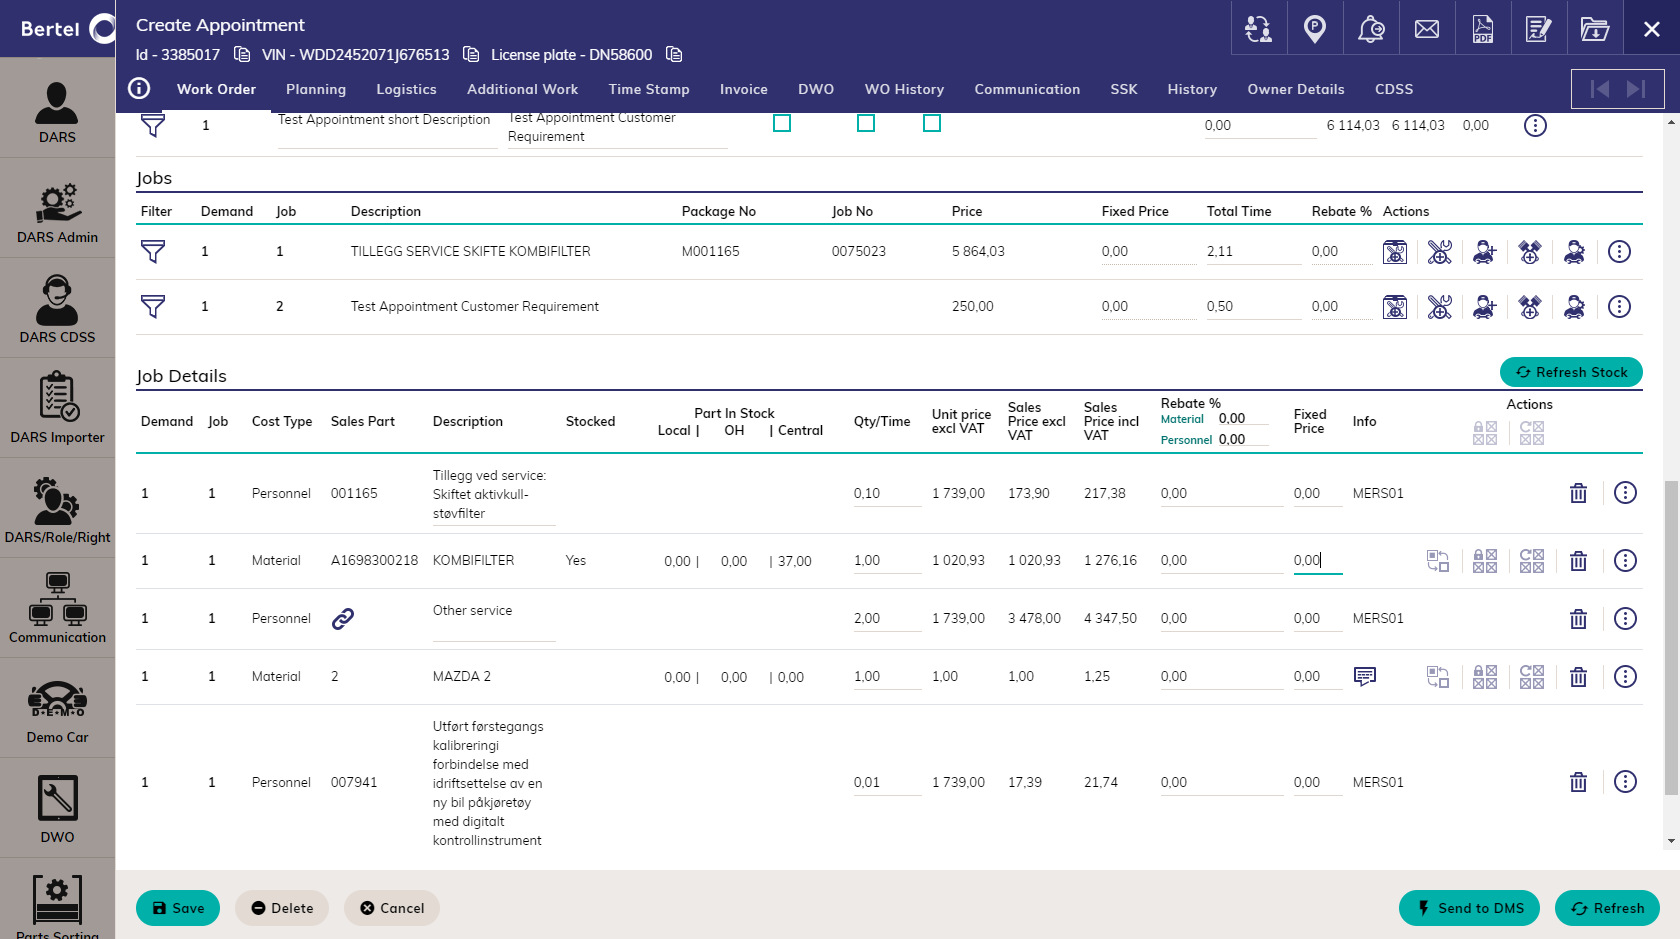 Bertel
Create Appointment
Id - 3385017 VIN - WDD2452071J676513 License plate - DN58600
Work Order Planning Logistics Additional Work Time Stamp Invoice DWO WO History Communication SSK History Owner Details CDSS
PDF
DARS
DARS Admin
DARS CDSS
DARS Importer
DARS/Role/Right
Communication
D·E·M·O
Demo Car
DWO
Parts Sorting
1 Test Appointment short Description Test Appointment Customer Requirement 0,00 6 114,03 6 114,03 0,00
Jobs
Filter Demand Job Description Package No Job No Price Fixed Price Total Time Rebate % Actions
1 1 TILLEGG SERVICE SKIFTE KOMBIFILTER M001165 0075023 5 864,03 0,00 2,11 0,00
1 2 Test Appointment Customer Requirement 250,00 0,00 0,50 0,00
Job Details
Refresh Stock
Demand Job Cost Type Sales Part Description Stocked Part In Stock Local | OH | Central Qty/Time Unit price excl VAT Sales Price excl VAT Sales Price incl VAT Rebate % Material 0,00 Personnel 0,00 Fixed Price Info Actions
1 1 Personnel 001165 Tillegg ved service: Skiftet aktivkull-støvfilter 0,10 1 739,00 173,90 217,38 0,00 0,00 MERS01
1 1 Material A1698300218 KOMBIFILTER Yes 0,00 | 0,00 | 37,00 1,00 1 020,93 1 020,93 1 276,16 0,00 0,00
1 1 Personnel Other service 2,00 1 739,00 3 478,00 4 347,50 0,00 0,00 MERS01
1 1 Material 2 MAZDA 2 0,00 | 0,00 | 0,00 1,00 1,00 1,00 1,25 0,00 0,00
1 1 Personnel 007941 Utført førstegangs kalibreringi forbindelse med idriftsettelse av en ny bil påkjøretøy med digitalt kontrollinstrument 0,01 1 739,00 17,39 21,74 0,00 0,00 MERS01
Save Delete Cancel Send to DMS Refresh